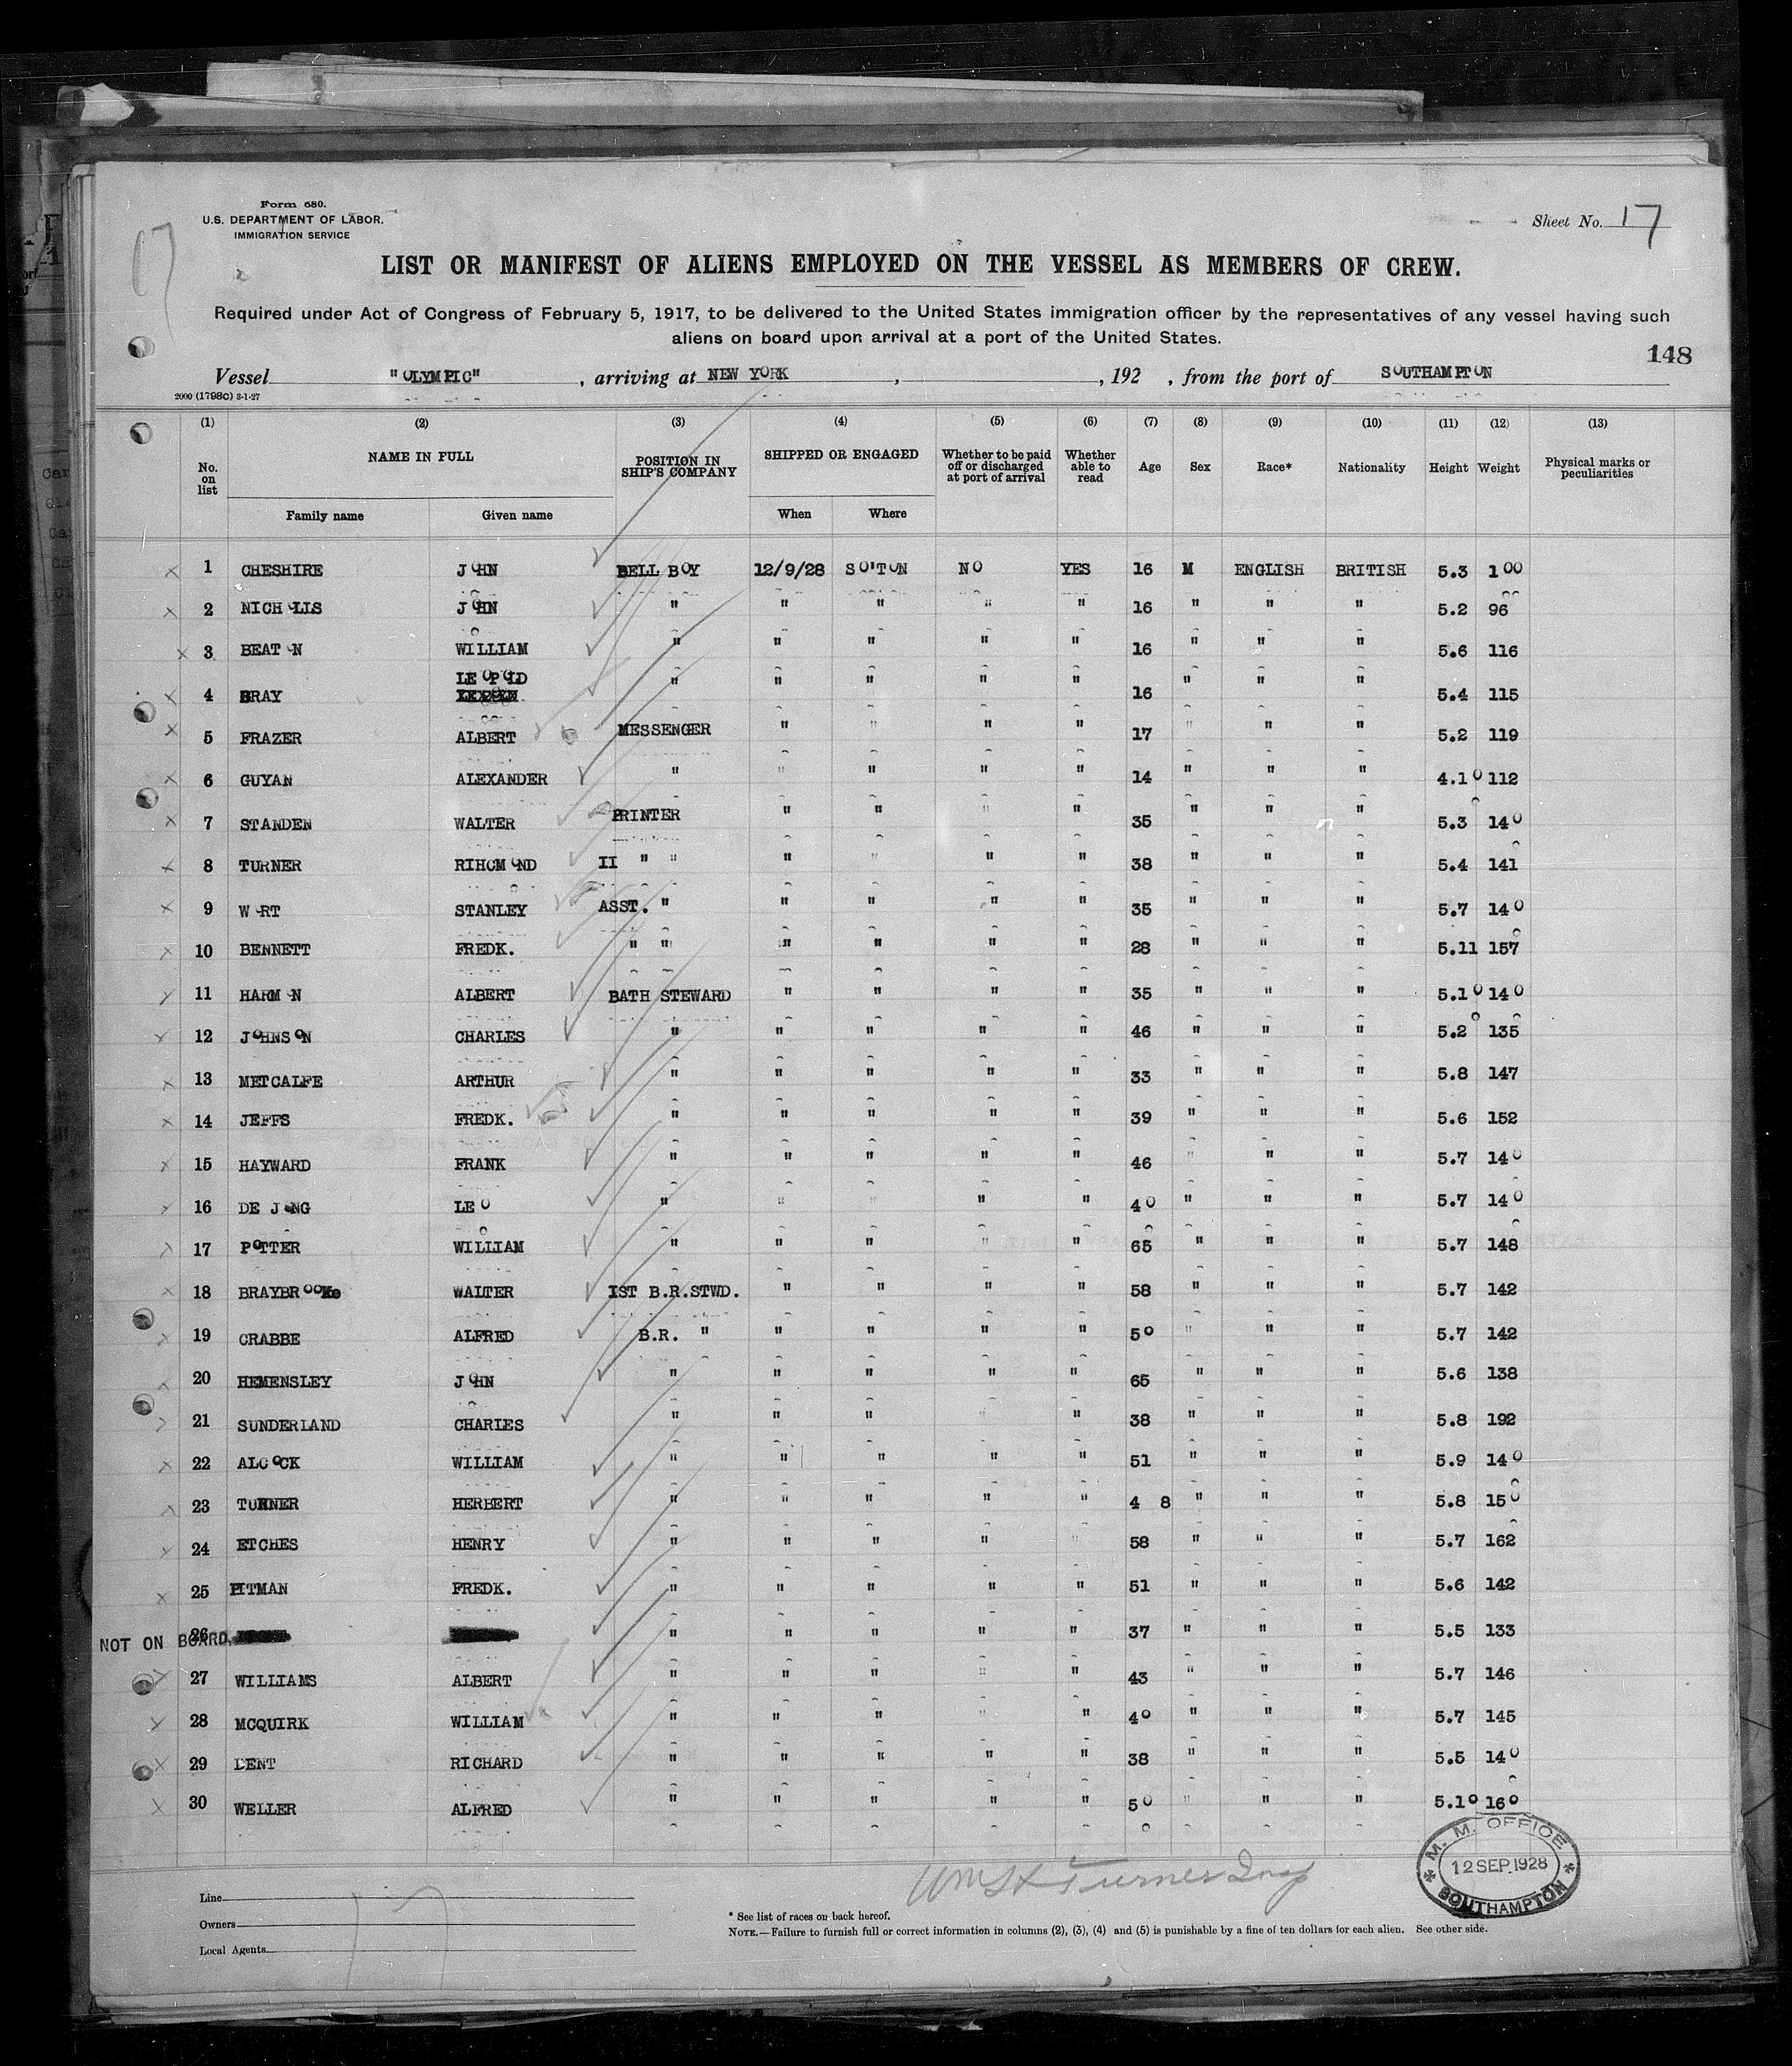 Form 680.
U.S. DEPARTMENT OF LABOR.
IMMIGRATION SERVICE
Sheet No. 17
17
LIST OR MANIFEST OF ALIENS EMPLOYED ON THE VESSEL AS MEMBERS OF CREW.
Required under Act of Congress of February 5, 1917, to be delivered to the United States immigration officer by the representatives of any vessel having such
aliens on board upon arrival at a port of the United States.
148
Vessel "OLYMPIC" , arriving at NEW YORK , , 192 , from the port of SOUTHAMPTON
2000 (1798c) 3-1-27
(1) (2) (3) (4) (5) (6) (7) (8) (9) (10) (11) (12) (13)
No. on list NAME IN FULL POSITION IN SHIP'S COMPANY SHIPPED OR ENGAGED Whether to be paid off or discharged at port of arrival Whether able to read Age Sex Race* Nationality Height Weight Physical marks or peculiarities
Family name Given name When Where
1 CHESHIRE JOHN BELL BOY 12/9/28 SO'TON NO YES 16 M ENGLISH BRITISH 5.3 100
2 NICHOLIS JOHN " " " " " 16 " " " 5.2 96
3 BEATON WILLIAM " " " " " 16 " " " 5.6 116
4 BRAY LEOPOLD " " " " " 16 " " " 5.4 115
5 FRAZER ALBERT MESSENGER " " " " 17 " " " 5.2 119
6 GUYAN ALEXANDER " " " " " 14 " " " 4.10 112
7 STANDEN WALTER PRINTER " " " " 35 " " " 5.3 140
8 TURNER RIHCMOND II " " " " " " 38 " " " 5.4 141
9 WORT STANLEY ASST. " " " " " 35 " " " 5.7 140
10 BENNETT FREDK. " " " " " " 28 " " " 5.11 157
11 HARMON ALBERT BATH STEWARD " " " " 35 " " " 5.10 140
12 JOHNSON CHARLES " " " " " 46 " " " 5.2 135
13 METCALFE ARTHUR " " " " " 33 " " " 5.8 147
14 JEFFS FREDK. " " " " " 39 " " " 5.6 152
15 HAYWARD FRANK " " " " " 46 " " " 5.7 140
16 DE JONG LEO " " " " " 40 " " " 5.7 140
17 POTTER WILLIAM " " " " " 65 " " " 5.7 148
18 BRAYBROOKe WALTER IST B.R.STWD. " " " " 58 " " " 5.7 142
19 CRABBE ALFRED B.R. " " " " " 50 " " " 5.7 142
20 HEMENSLEY JOHN " " " " " 65 " " " 5.6 138
21 SUNDERLAND CHARLES " " " " " 38 " " " 5.8 192
22 ALCOCK WILLIAM " " " " " 51 " " " 5.9 140
23 TURNER HERBERT " " " " " 4 8 " " " 5.8 150
24 ETCHES HENRY " " " " " 58 " " " 5.7 162
25 PITMAN FREDK. " " " " " 51 " " " 5.6 142
NOT ON BOARD. 26 " " " " " 37 " " " 5.5 133
27 WILLIAMS ALBERT " " " " " 43 " " " 5.7 146
28 MCQUIRK WILLIAM " " " " " 40 " " " 5.7 145
29 DENT RICHARD " " " " " 38 " " " 5.5 140
30 WELLER ALFRED " " " " " 50 " " " 5.10 160
M. M. OFFICE
12 SEP. 1928
SOUTHAMPTON
Turner
Line
Owners
Local Agents
17
* See list of races on back hereof.
NOTE.—Failure to furnish full or correct information in columns (2), (3), (4) and (5) is punishable by a fine of ten dollars for each alien. See other side.